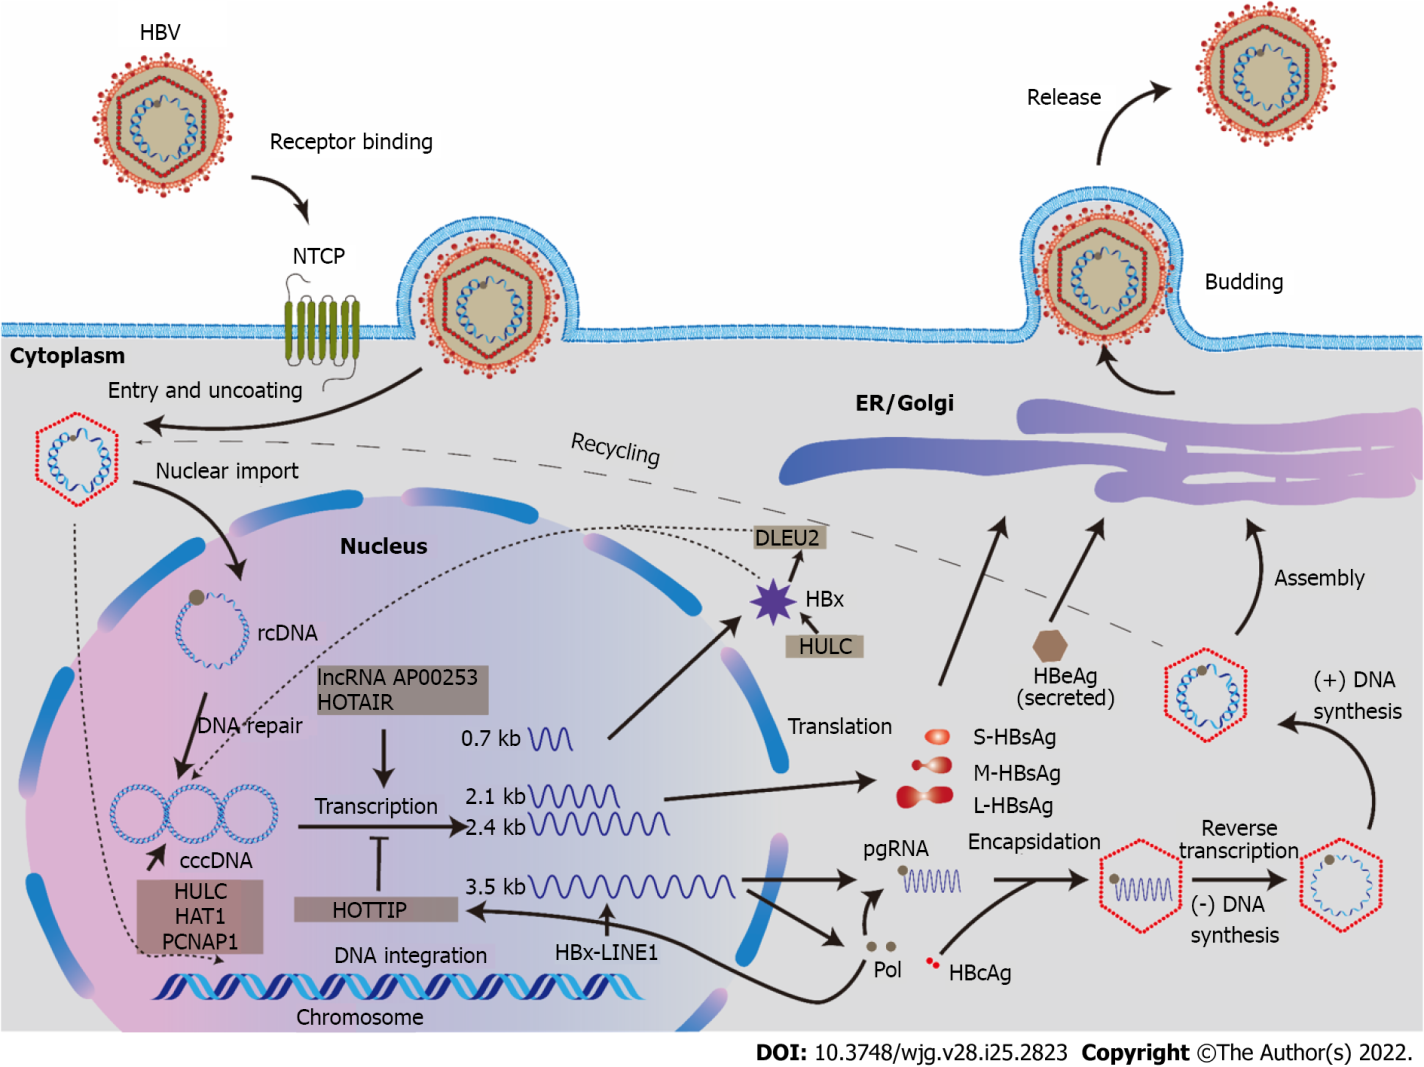 HBV
Release
Receptor binding
NTCP
Budding
Cytoplasm
Entry and uncoating
ER/Golgi
Recycling
Nuclear import
Nucleus
DLEU2
Assembly
HBx
rcDNA
HULC
lncRNA AP00253
HOTAIR
HBeAg
(secreted)
(+) DNA
synthesis
DNA repair
0.7 kb
Translation
S-HBsAg
M-HBsAg
L-HBsAg
Transcription
2.1 kb
2.4 kb
cccDNA
HULC
HAT1
PCNAP1
3.5 kb
HOTTIP
pgRNA
Encapsidation
Reverse
transcription
(-) DNA
synthesis
DNA integration
HBx-LINE1
Pol
HBcAg
Chromosome
DOI: 10.3748/wjg.v28.i25.2823 Copyright ©The Author(s) 2022.